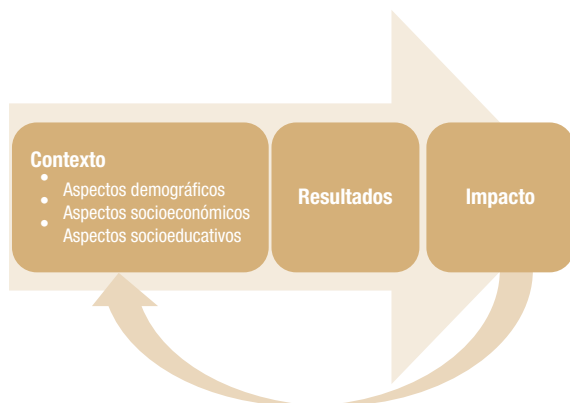 Contexto
• Aspectos demográficos
• Aspectos socioeconómicos
• Aspectos socioeducativos
Resultados
Impacto